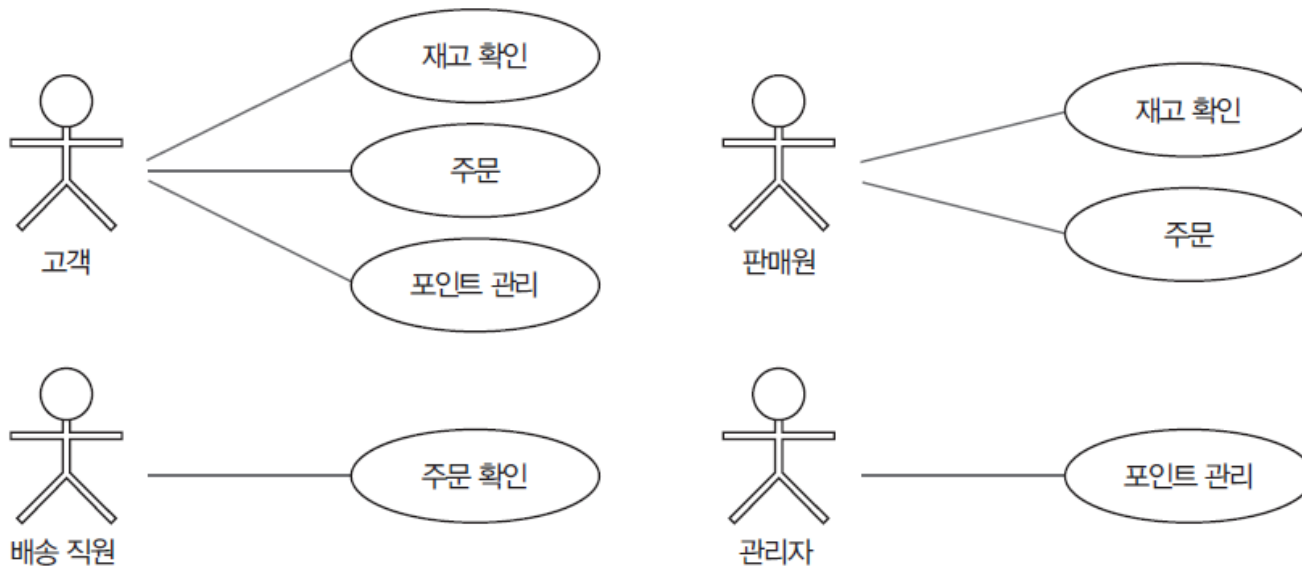 재고 확인
주문
포인트 관리
고객
재고 확인
주문
판매원
주문 확인
배송 직원
포인트 관리
관리자